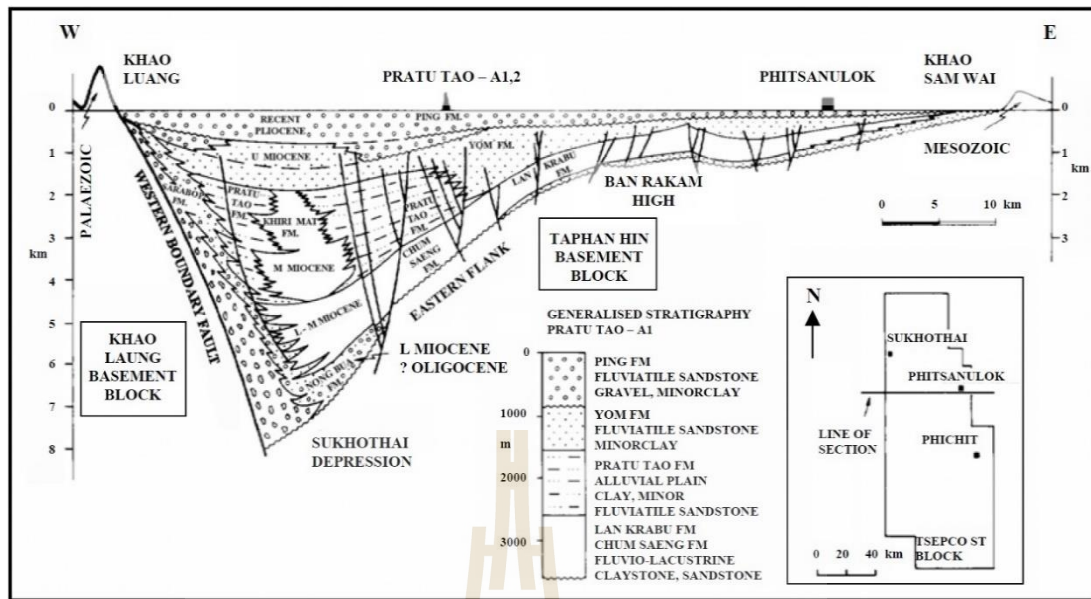 W
E
KHAO
LUANG
PRATU TAO – A1,2
PHITSANULOK
KHAO
SAM WAI
0
1
2
3
km
4
5
6
7
8
0
1
2
3
km
PALAEZOIC
MESOZOIC
RECENT
PLIOCENE
PING FM.
U MIOCENE
YOM FM.
LAN KRABU
FM.
SARABOP
FM.
PRATU
TAO
FM.
KHIRI MAT
FM.
PRATU
TAO
FM.
CHUM
SAENG
FM.
M MIOCENE
L - M MIOCENE
NONG BUA
FM.
WESTERN BOUNDARY FAULT
EASTERN FLANK
BAN RAKAM
HIGH
0 5 10 km
KHAO
LAUNG
BASEMENT
BLOCK
TAPHAN HIN
BASEMENT
BLOCK
L MIOCENE
? OLIGOCENE
SUKHOTHAI
DEPRESSION
GENERALISED STRATIGRAPHY
PRATU TAO – A1
0
1000
m
2000
3000
PING FM
FLUVIATILE SANDSTONE
GRAVEL, MINORCLAY
YOM FM
FLUVIATILE SANDSTONE
MINORCLAY
PRATU TAO FM
ALLUVIAL PLAIN
CLAY, MINOR
FLUVIATILE SANDSTONE
LAN KRABU FM
CHUM SAENG FM
FLUVIO-LACUSTRINE
CLAYSTONE, SANDSTONE
N
SUKHOTHAI
PHITSANULOK
LINE OF
SECTION
PHICHIT
TSEPCO ST
BLOCK
0 20 40 km